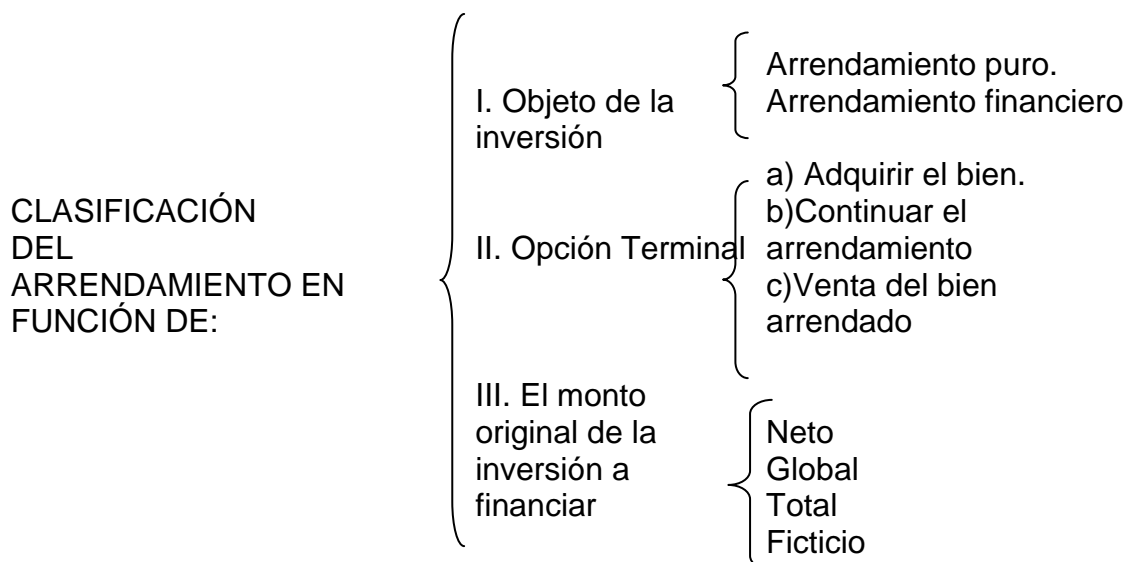 CLASIFICACIÓN
DEL
ARRENDAMIENTO EN
FUNCIÓN DE:
I. Objeto de la
inversión
Arrendamiento puro.
Arrendamiento financiero
II. Opción Terminal
a) Adquirir el bien.
b)Continuar el
arrendamiento
c)Venta del bien
arrendado
III. El monto
original de la
inversión a
financiar
Neto
Global
Total
Ficticio